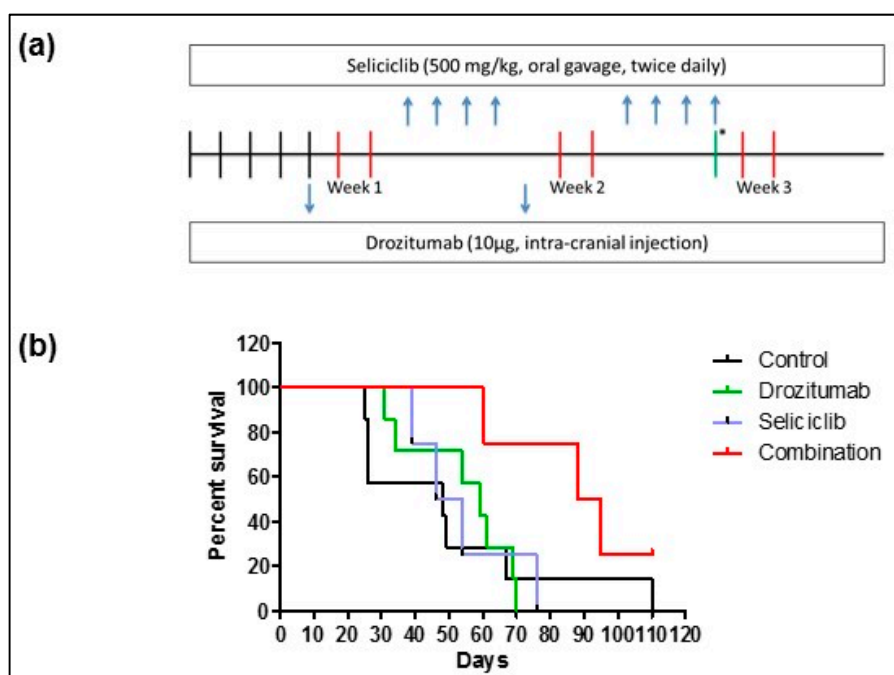 (a)
Seliciclib (500 mg/kg, oral gavage, twice daily)
*
Week 1 Week 2 Week 3
Drozitumab (10µg, intra-cranial injection)
(b)
Percent survival
120
100
80
60
40
20
0
0 10 20 30 40 50 60 70 80 90 100 110 120
Days
Control
Drozitumab
Seliciclib
Combination